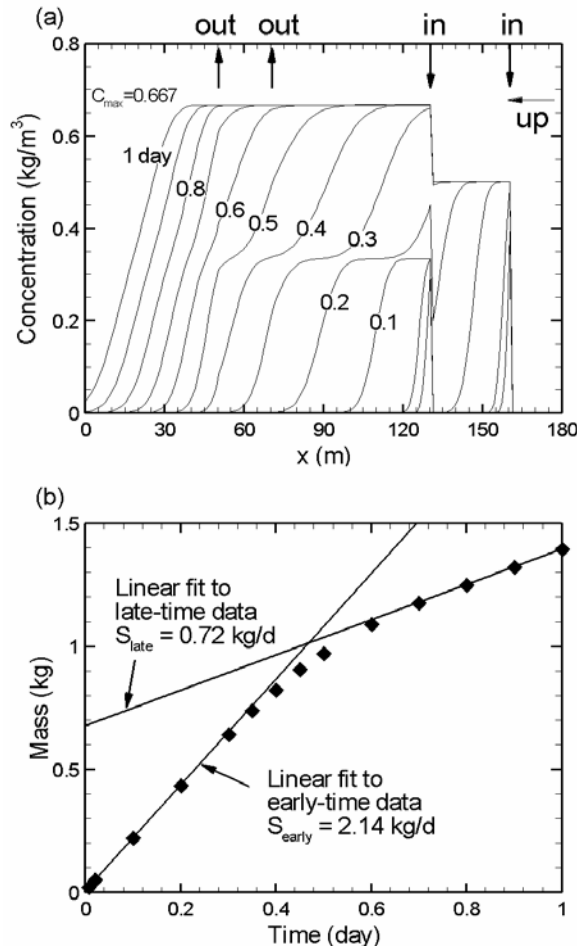 (a)
out out in in
0.8
0.6
0.4
0.2
0
Concentration (kg/m³)
C_max=0.667
up
1 day
0.8
0.6
0.5
0.4
0.3
0.2
0.1
0 30 60 90 120 150 180
x (m)
(b)
1.5
1
0.5
0
Mass (kg)
Linear fit to
late-time data
S_late = 0.72 kg/d
Linear fit to
early-time data
S_early = 2.14 kg/d
0 0.2 0.4 0.6 0.8 1
Time (day)